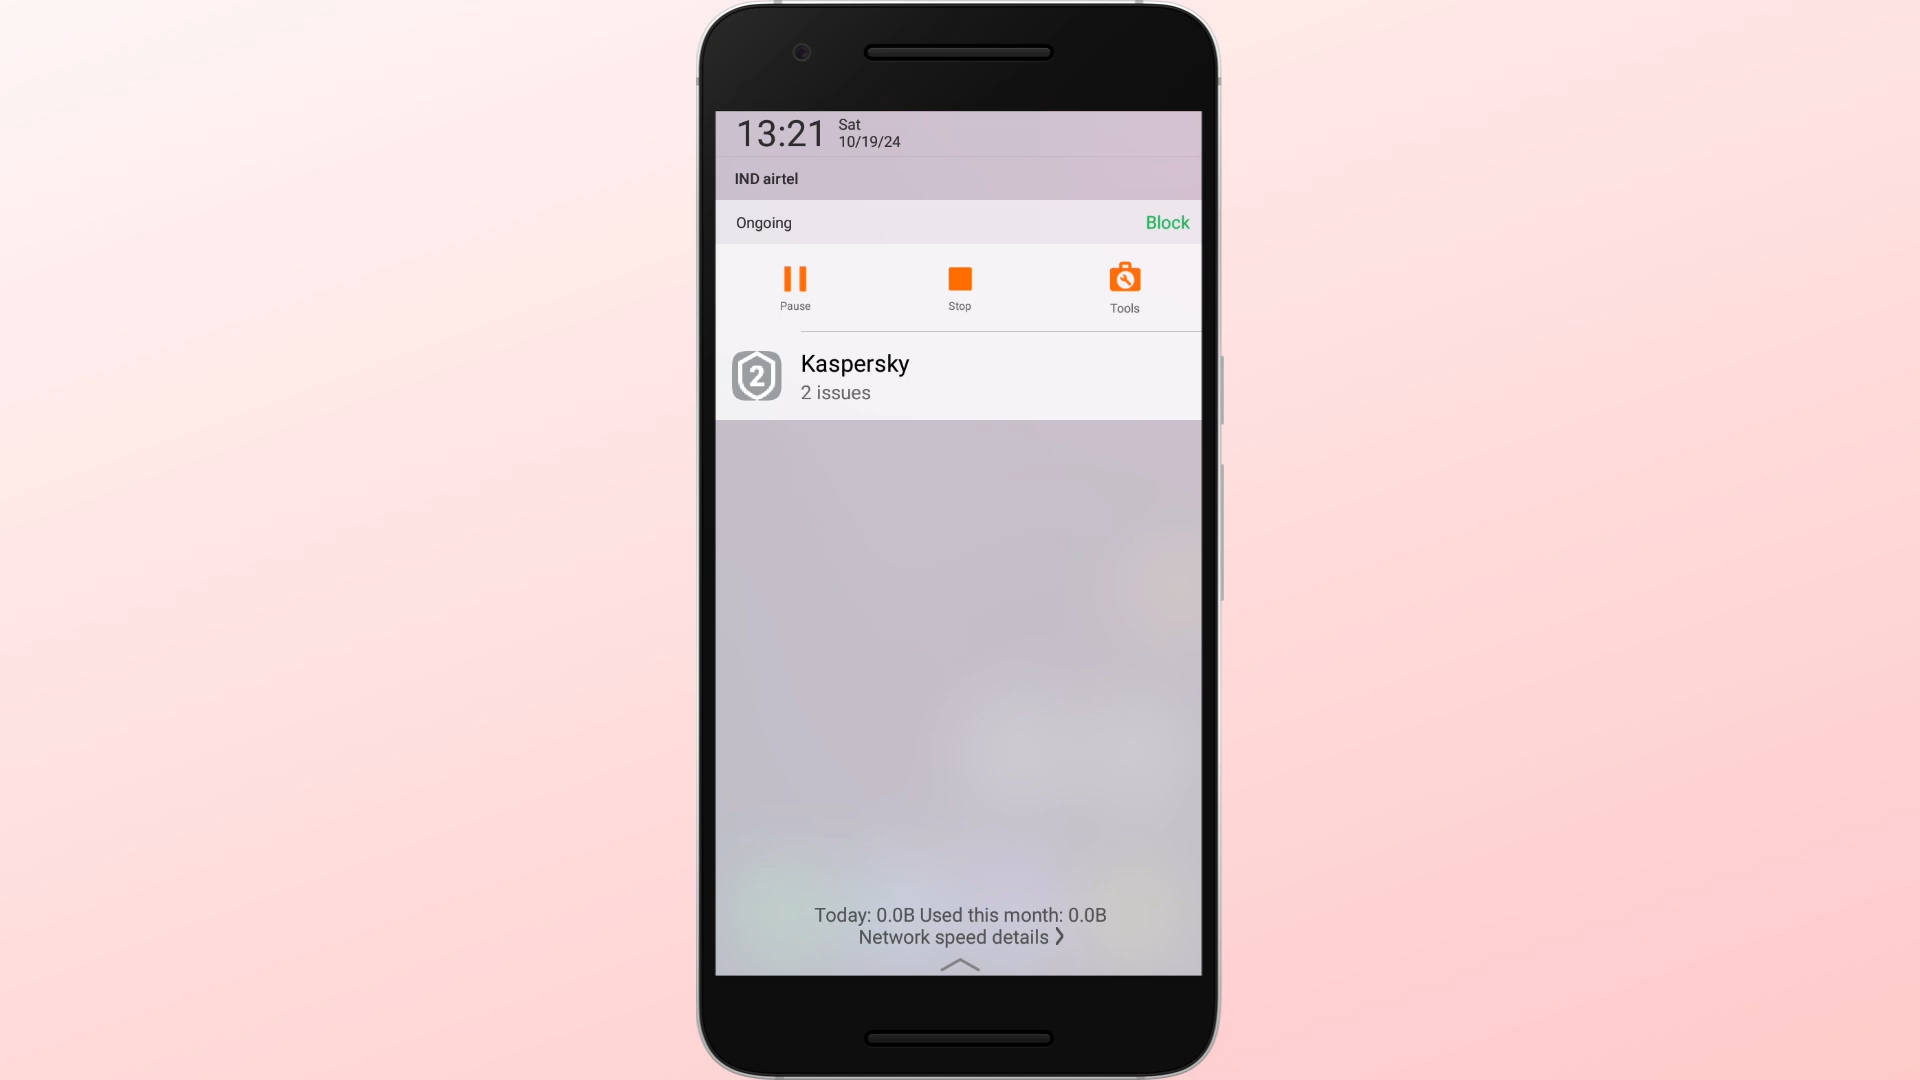 13:21
Sat
10/19/24
IND airtel
Ongoing
Block
Pause
Stop
Tools
2
Kaspersky
2 issues
Today: 0.0B Used this month: 0.0B
Network speed details